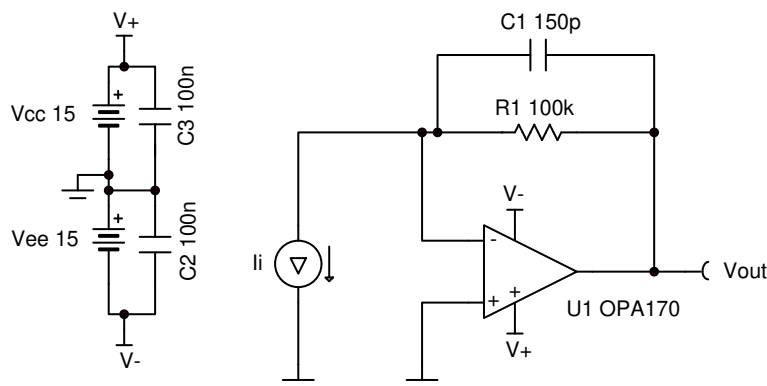 V+
Vcc 15
+
C3 100n
Vee 15
+
C2 100n
V-
C1 150p
R1 100k
Ii
V-
-
+
+
V+
U1 OPA170
Vout